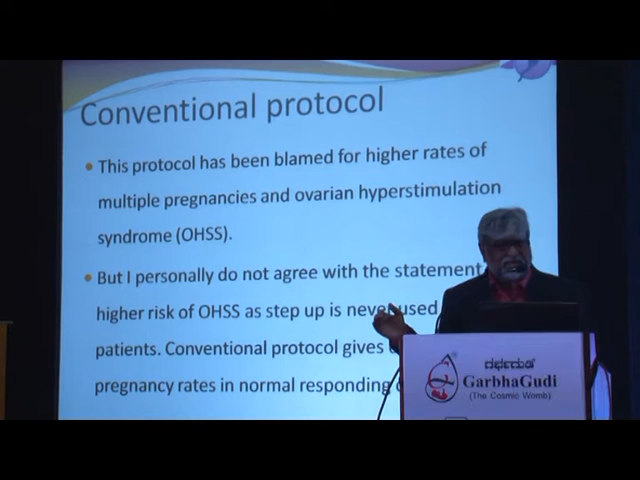 Conventional protocol
• This protocol has been blamed for higher rates of
multiple pregnancies and ovarian hyperstimulation
syndrome (OHSS).
• But I personally do not agree with the statement
higher risk of OHSS as step up is never used
patients. Conventional protocol gives
pregnancy rates in normal responding
ಗರ್ಭಗುಡಿ
GarbhaGudi
(The Cosmic Womb)